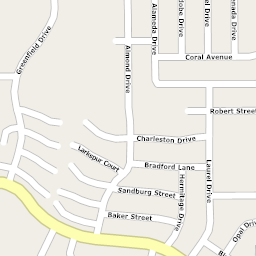 Greenfield Drive
Alameda Drive
Almond Drive
Coral Avenue
Robert Street
Charleston Drive
Larkspur Court
Bradford Lane
Laurel Drive
Sandburg Street
Hermitage Drive
Baker Street
Opal Drive